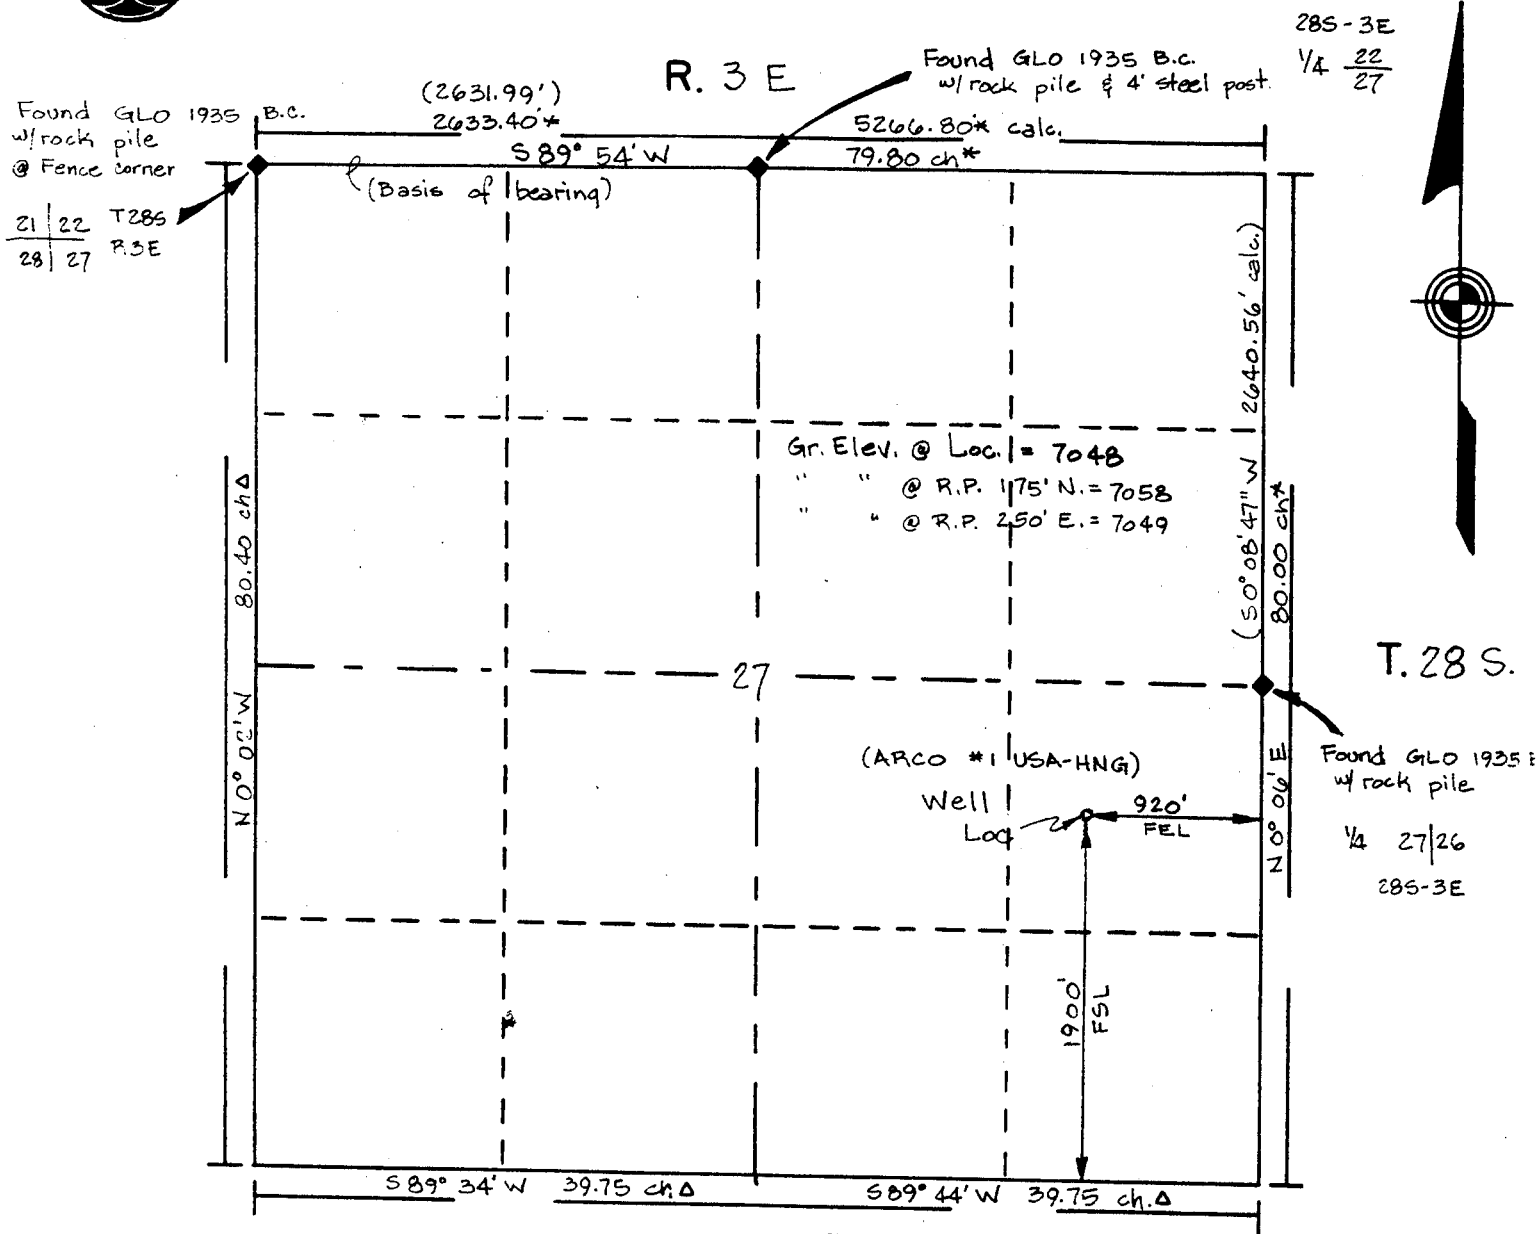 28S-3E
1/4 22
27
Found GLO 1935 B.C.
w/rock pile & 4' steel post.
R. 3 E
(2631.99')
2633.40*
5266.80* calc.
Found GLO 1935 B.C.
w/rock pile
@ Fence corner
S 89° 54' W
79.80 ch*
(Basis of bearing)
21 | 22 T28S
28 | 27 R3E
(S0° 08' 47" W 2640.56' calc.)
80.00 ch*
N 0° 06' E
N 0° 02' W 80.40 ch Δ
Gr. Elev. @ Loc. = 7048
" " @ R.P. 175' N. = 7058
" " @ R.P. 250' E. = 7049
T. 28 S.
27
Found GLO 1935
w/ rock pile
1/4 27|26
28S-3E
(ARCO #1 USA-HNG)
Well
Loc
920'
FEL
1900'
FSL
S 89° 34' W 39.75 ch. Δ
S89° 44' W 39.75 ch. Δ